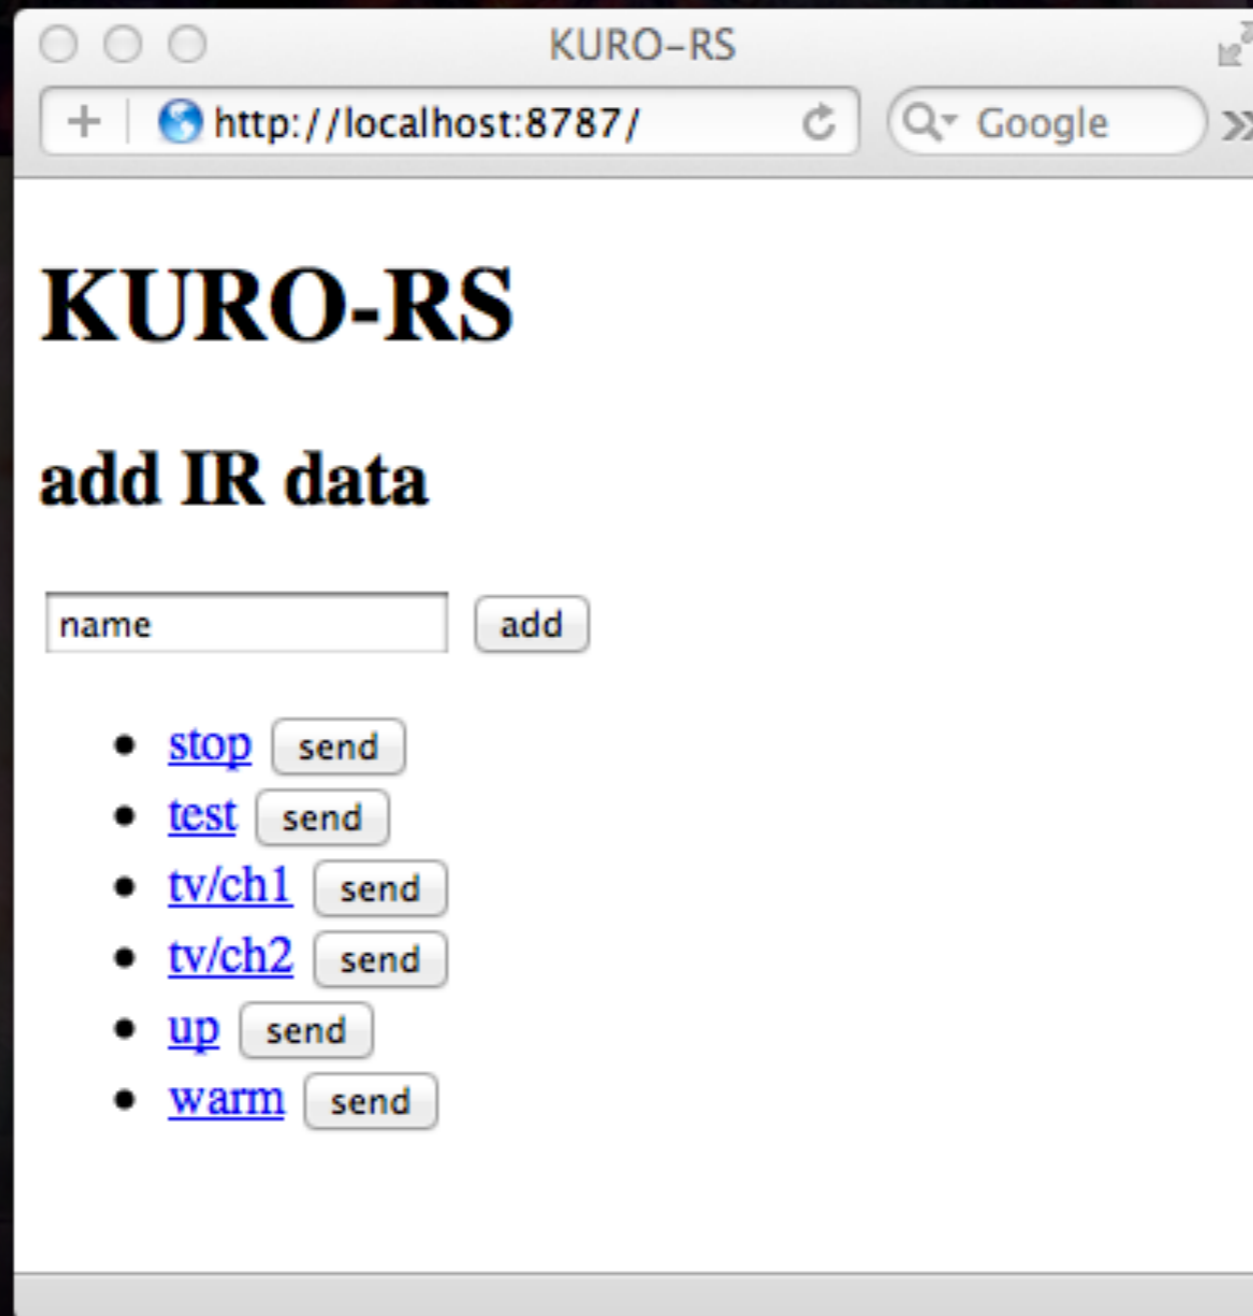 KURO-RS
http://localhost:8787/ Google
KURO-RS
add IR data
name add
stop send
test send
tv/ch1 send
tv/ch2 send
up send
warm send